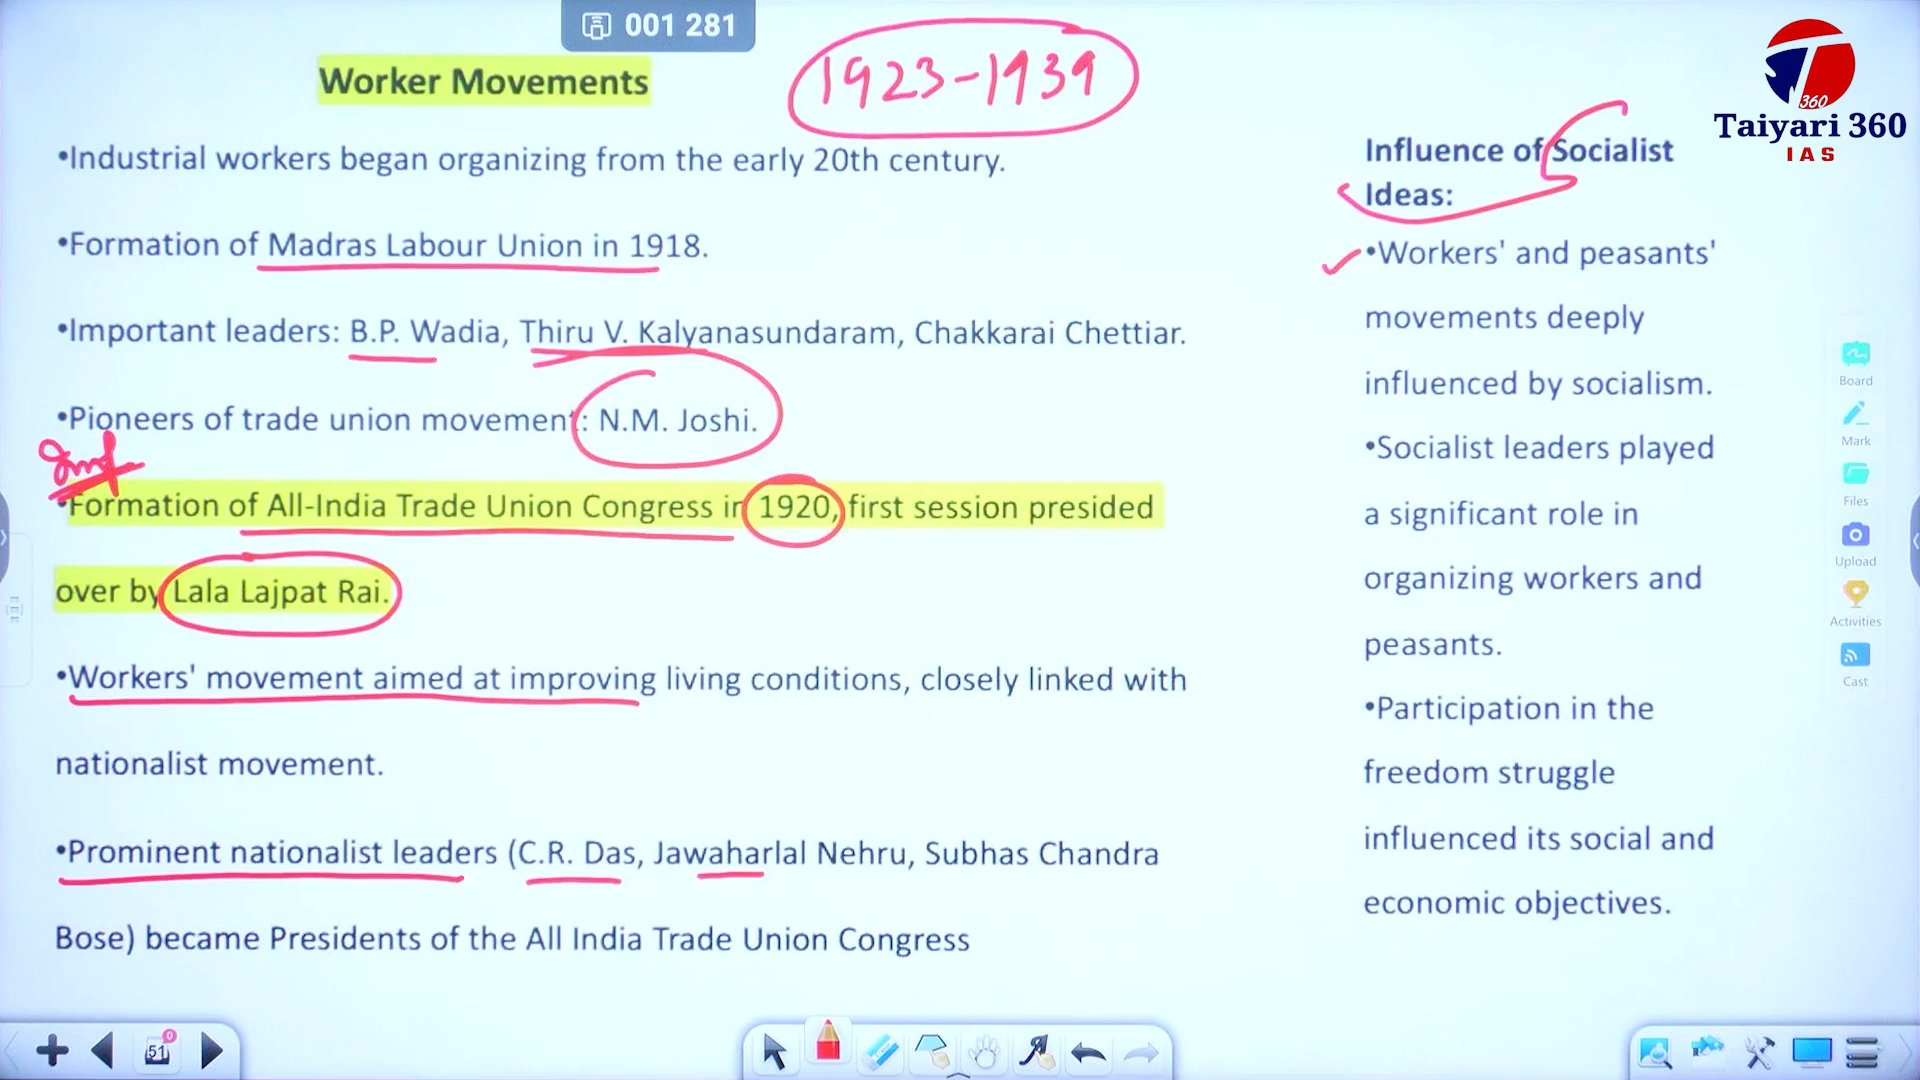 001 281
Worker Movements
1923-1939
•Industrial workers began organizing from the early 20th century.
•Formation of Madras Labour Union in 1918.
•Important leaders: B.P. Wadia, Thiru V. Kalyanasundaram, Chakkarai Chettiar.
•Pioneers of trade union movement: N.M. Joshi.
Imp
•Formation of All-India Trade Union Congress in 1920, first session presided
over by Lala Lajpat Rai.
•Workers' movement aimed at improving living conditions, closely linked with
nationalist movement.
•Prominent nationalist leaders (C.R. Das, Jawaharlal Nehru, Subhas Chandra
Bose) became Presidents of the All India Trade Union Congress
360
Taiyari 360
IAS
Influence of Socialist
Ideas:
•Workers' and peasants'
movements deeply
influenced by socialism.
•Socialist leaders played
a significant role in
organizing workers and
peasants.
•Participation in the
freedom struggle
influenced its social and
economic objectives.
Board
Mark
Files
Upload
Activities
Cast
51
0